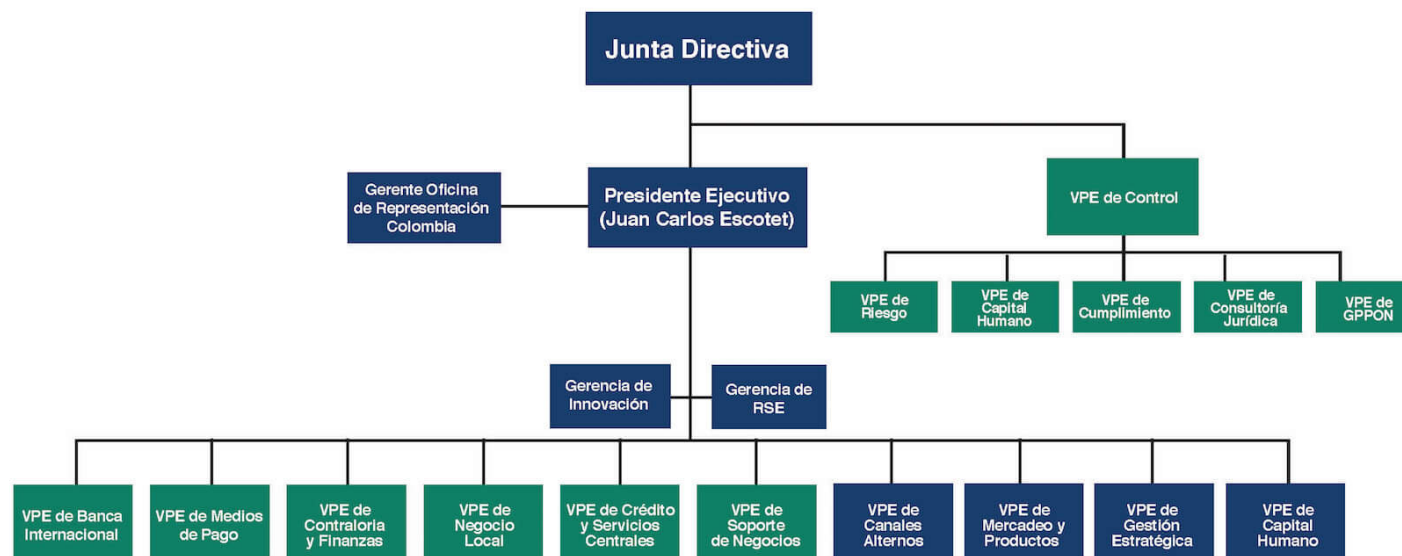 Junta Directiva
Gerente Oficina
de Representación
Colombia
Presidente Ejecutivo
(Juan Carlos Escotet)
VPE de Control
VPE de
Riesgo
VPE de
Capital
Humano
VPE de
Cumplimiento
VPE de
Consultoría
Jurídica
VPE de
GPPON
Gerencia de
Innovación
Gerencia de
RSE
VPE de Banca
Internacional
VPE de Medios
de Pago
VPE de
Contraloria
y Finanzas
VPE de
Negocio
Local
VPE de Crédito
y Servicios
Centrales
VPE de
Soporte
de Negocios
VPE de
Canales
Alternos
VPE de
Mercadeo y
Productos
VPE de
Gestión
Estratégica
VPE de
Capital
Humano